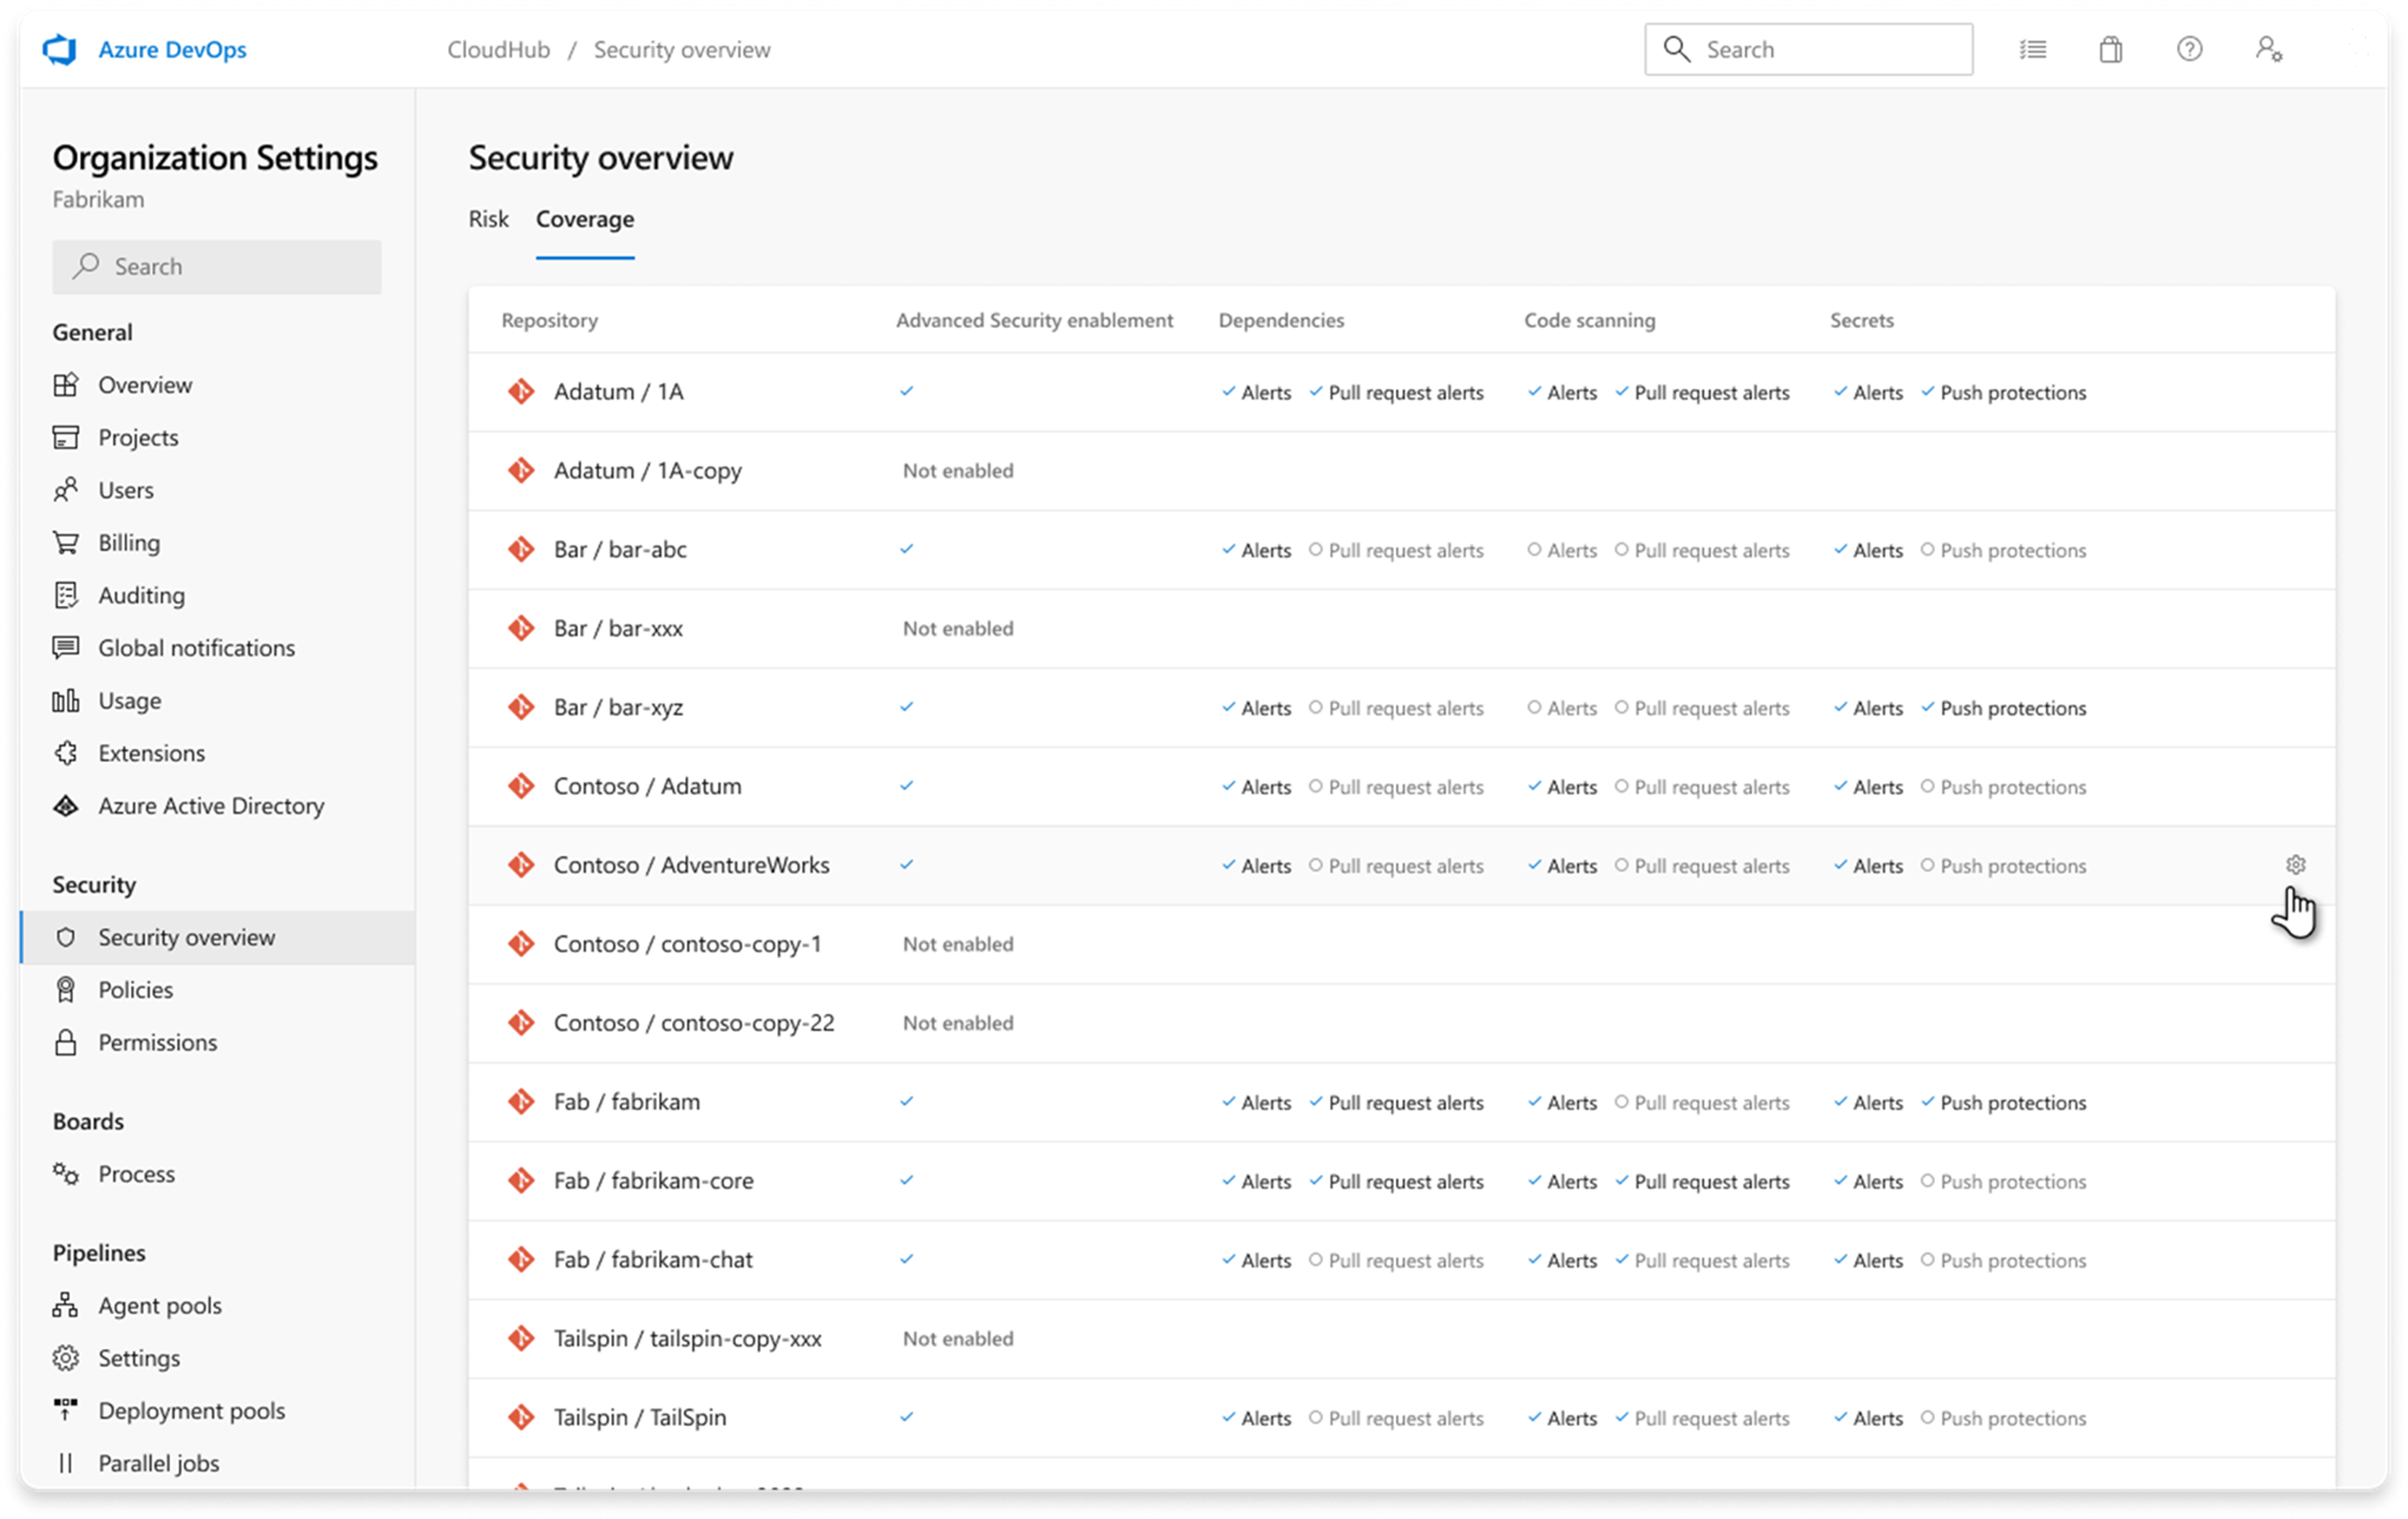 Azure DevOps
CloudHub / Security overview
Search
Organization Settings
Fabrikam
Search
General
Overview
Projects
Users
Billing
Auditing
Global notifications
Usage
Extensions
Azure Active Directory
Security
Security overview
Policies
Permissions
Boards
Process
Pipelines
Agent pools
Settings
Deployment pools
Parallel jobs
Security overview
Risk Coverage
Repository Advanced Security enablement Dependencies Code scanning Secrets
Adatum / 1A Alerts Pull request alerts Alerts Pull request alerts Alerts Push protections
Adatum / 1A-copy Not enabled
Bar / bar-abc Alerts Pull request alerts Alerts Pull request alerts Alerts Push protections
Bar / bar-xxx Not enabled
Bar / bar-xyz Alerts Pull request alerts Alerts Pull request alerts Alerts Push protections
Contoso / Adatum Alerts Pull request alerts Alerts Pull request alerts Alerts Push protections
Contoso / AdventureWorks Alerts Pull request alerts Alerts Pull request alerts Alerts Push protections
Contoso / contoso-copy-1 Not enabled
Contoso / contoso-copy-22 Not enabled
Fab / fabrikam Alerts Pull request alerts Alerts Pull request alerts Alerts Push protections
Fab / fabrikam-core Alerts Pull request alerts Alerts Pull request alerts Alerts Push protections
Fab / fabrikam-chat Alerts Pull request alerts Alerts Pull request alerts Alerts Push protections
Tailspin / tailspin-copy-xxx Not enabled
Tailspin / TailSpin Alerts Pull request alerts Alerts Pull request alerts Alerts Push protections